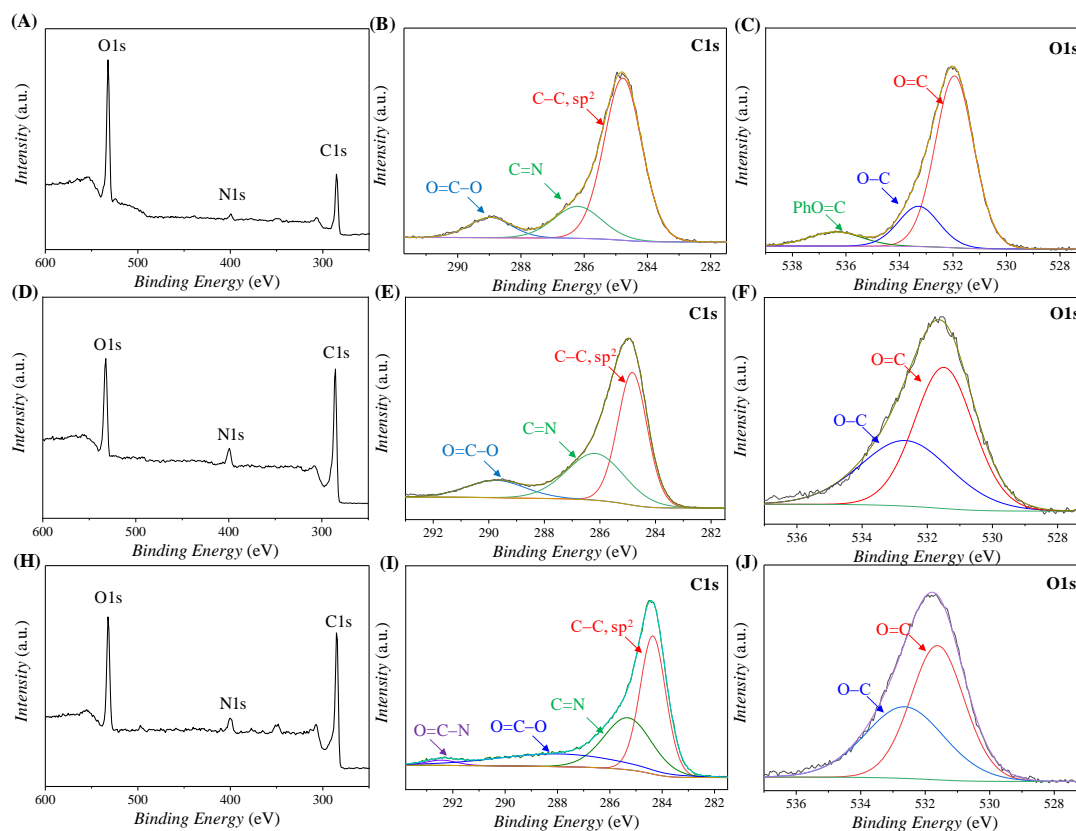 (A)
O1s
N1s
C1s
Intensity (a.u.)
600 500 400 300
Binding Energy (eV)
(B)
C1s
C–C, sp²
C=N
O=C–O
Intensity (a.u.)
290 288 286 284 282
Binding Energy (eV)
(C)
O1s
O=C
O–C
PhO=C
Intensity (a.u.)
538 536 534 532 530 528
Binding Energy (eV)
(D)
O1s
N1s
C1s
Intensity (a.u.)
600 500 400 300
Binding Energy (eV)
(E)
C1s
C–C, sp²
C=N
O=C–O
Intensity (a.u.)
292 290 288 286 284 282
Binding Energy (eV)
(F)
O1s
O=C
O–C
Intensity (a.u.)
536 534 532 530 528
Binding Energy (eV)
(H)
O1s
N1s
C1s
Intensity (a.u.)
600 500 400 300
Binding Energy (eV)
(I)
C1s
C–C, sp²
C=N
O=C–O
O=C–N
Intensity (a.u.)
292 290 288 286 284 282
Binding Energy (eV)
(J)
O1s
O=C
O–C
Intensity (a.u.)
536 534 532 530 528
Binding Energy (eV)